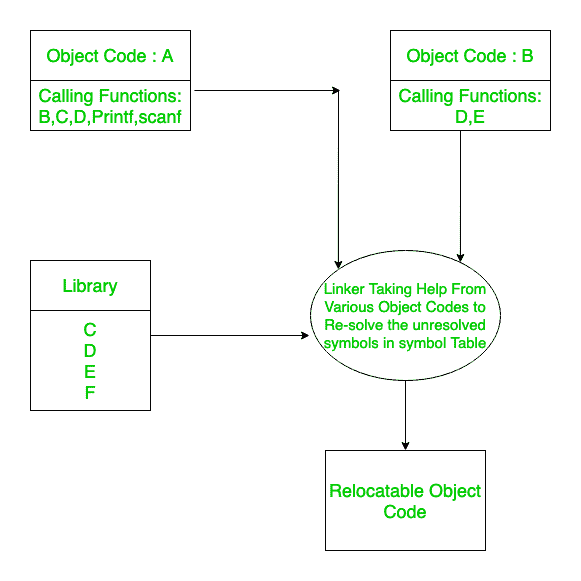 Object Code : A
Calling Functions:
B,C,D,Printf,scanf
Object Code : B
Calling Functions:
D,E
Library
C
D
E
F
Linker Taking Help From
Various Object Codes to
Re-solve the unresolved
symbols in symbol Table
Relocatable Object
Code